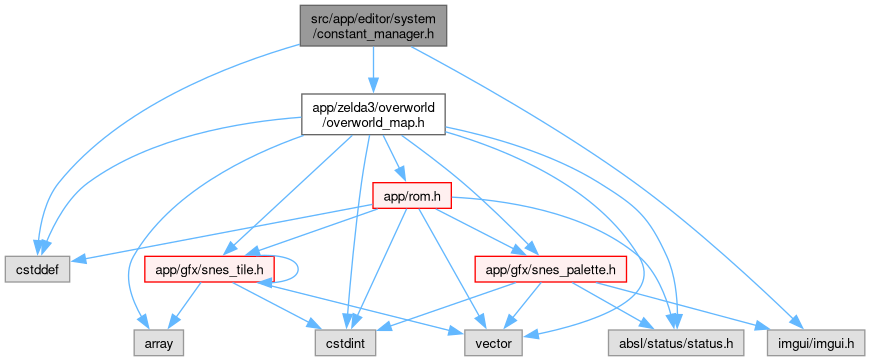 src/app/editor/system
/constant_manager.h
app/zelda3/overworld
/overworld_map.h
app/rom.h
cstddef
app/gfx/snes_tile.h
app/gfx/snes_palette.h
array
cstdint
vector
absl/status/status.h
imgui/imgui.h